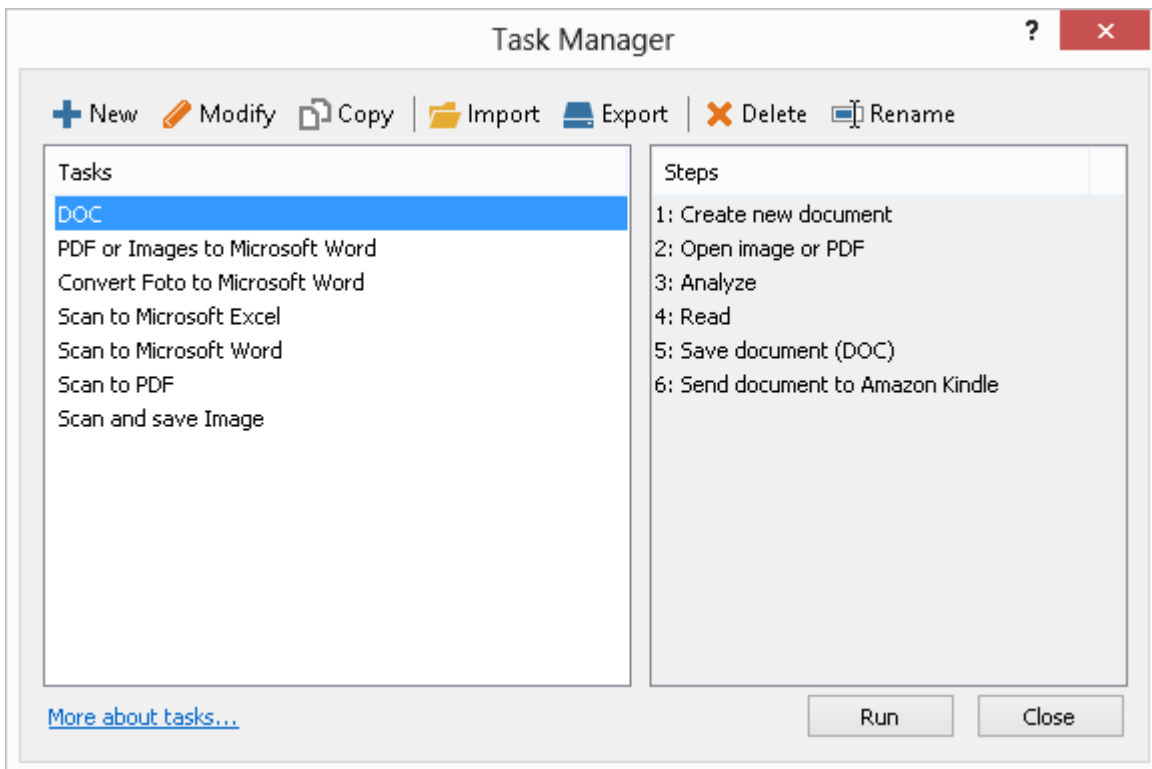 Task Manager
?
New Modify Copy Import Export Delete Rename
Tasks
DOC
PDF or Images to Microsoft Word
Convert Foto to Microsoft Word
Scan to Microsoft Excel
Scan to Microsoft Word
Scan to PDF
Scan and save Image
Steps
1: Create new document
2: Open image or PDF
3: Analyze
4: Read
5: Save document (DOC)
6: Send document to Amazon Kindle
More about tasks...
Run
Close